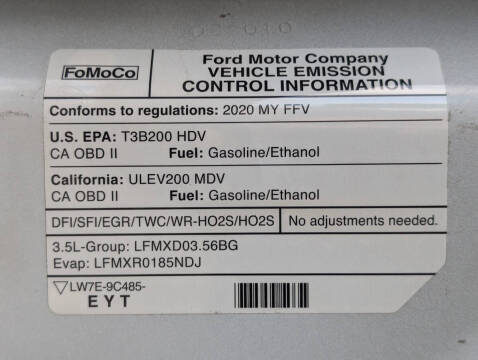 FoMoCo
Ford Motor Company
VEHICLE EMISSION
CONTROL INFORMATION
Conforms to regulations: 2020 MY FFV
U.S. EPA: T3B200 HDV
CA OBD II Fuel: Gasoline/Ethanol
California: ULEV200 MDV
CA OBD II Fuel: Gasoline/Ethanol
DFI/SFI/EGR/TWC/WR-HO2S/HO2S No adjustments needed.
3.5L-Group: LFMXD03.56BG
Evap: LFMXR0185NDJ
▽LW7E-9C485-
EYT